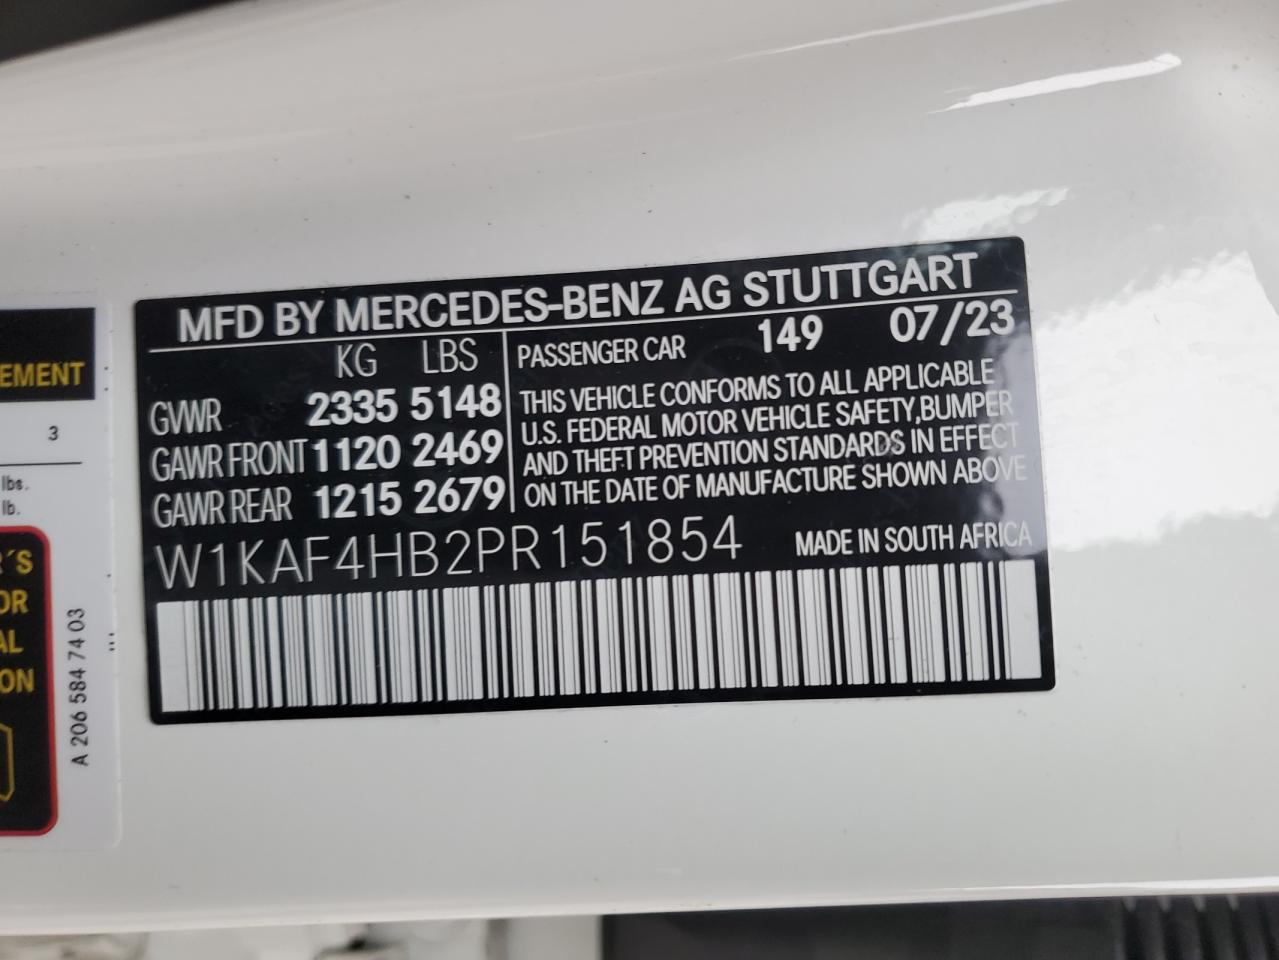 MFD BY MERCEDES-BENZ AG STUTTGART
KG LBS
GVWR 2335 5148
GAWR FRONT 1120 2469
GAWR REAR 1215 2679
PASSENGER CAR 149 07/23
THIS VEHICLE CONFORMS TO ALL APPLICABLE
U.S. FEDERAL MOTOR VEHICLE SAFETY,BUMPER
AND THEFT PREVENTION STANDARDS IN EFFECT
ON THE DATE OF MANUFACTURE SHOWN ABOVE
W1KAF4HB2PR151854 MADE IN SOUTH AFRICA
EMENT
3
lbs.
lb.
R´S
OR
AL
ON
A 206 584 74 03